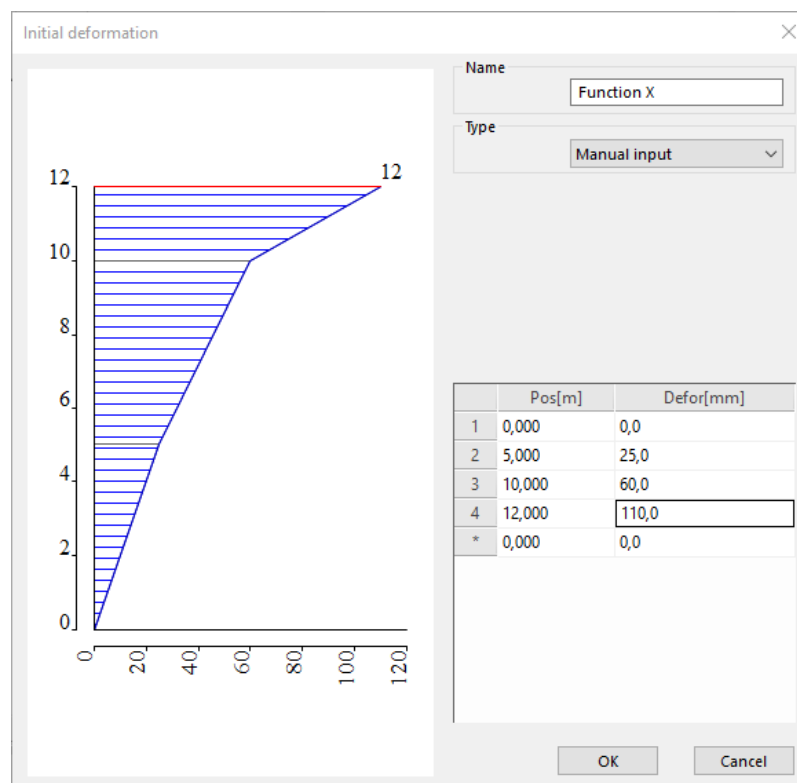 Initial deformation
Name
Function X
Type
Manual input
12
12
10
8
6
4
2
0
0
20
40
60
80
100
120
Pos[m] Defor[mm]
1 0,000 0,0
2 5,000 25,0
3 10,000 60,0
4 12,000 110,0
* 0,000 0,0
OK Cancel